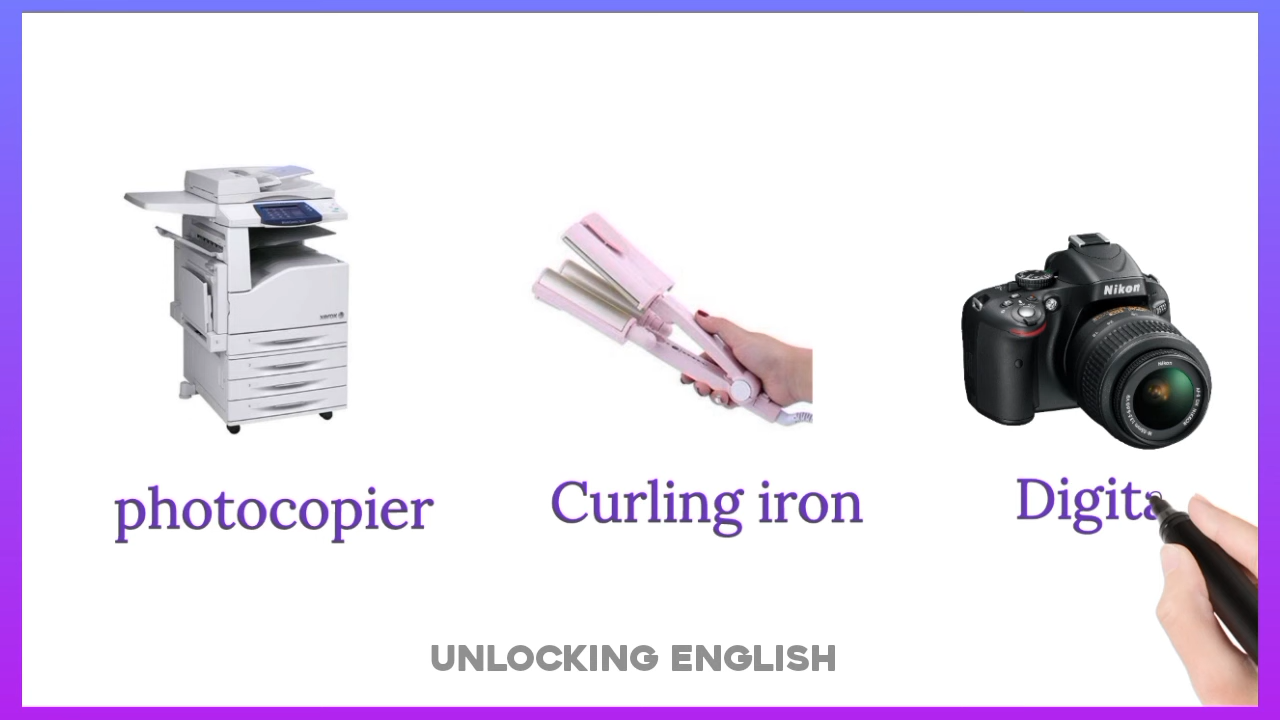 Nikon
photocopier
Curling iron
Digita
UNLOCKING ENGLISH